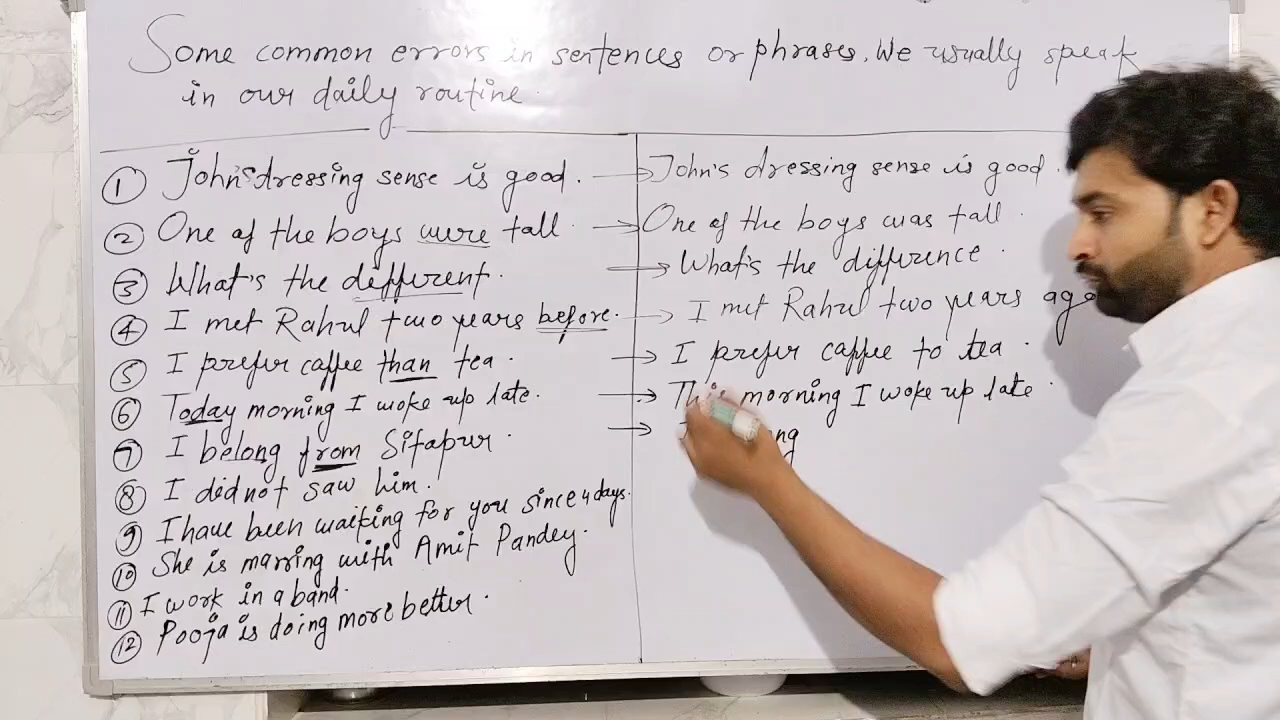 Some common errors in sentences or phrases. We usually speak
in our daily routine
① John's dressing sense is good. → John's dressing sense is good.
② One of the boys were tall. → One of the boys was tall.
③ What's the different. → What's the difference.
④ I met Rahul two years before. → I met Rahul two years ago
⑤ I prefer coffee than tea. → I prefer coffee to tea.
⑥ Today morning I woke up late. → This morning I woke up late.
⑦ I belong from Sitapur. →
⑧ I did not saw him.
⑨ I have been waiting for you since 4 days.
⑩ She is marring with Amit Pandey.
⑪ I work in a band.
⑫ Pooja is doing more better.